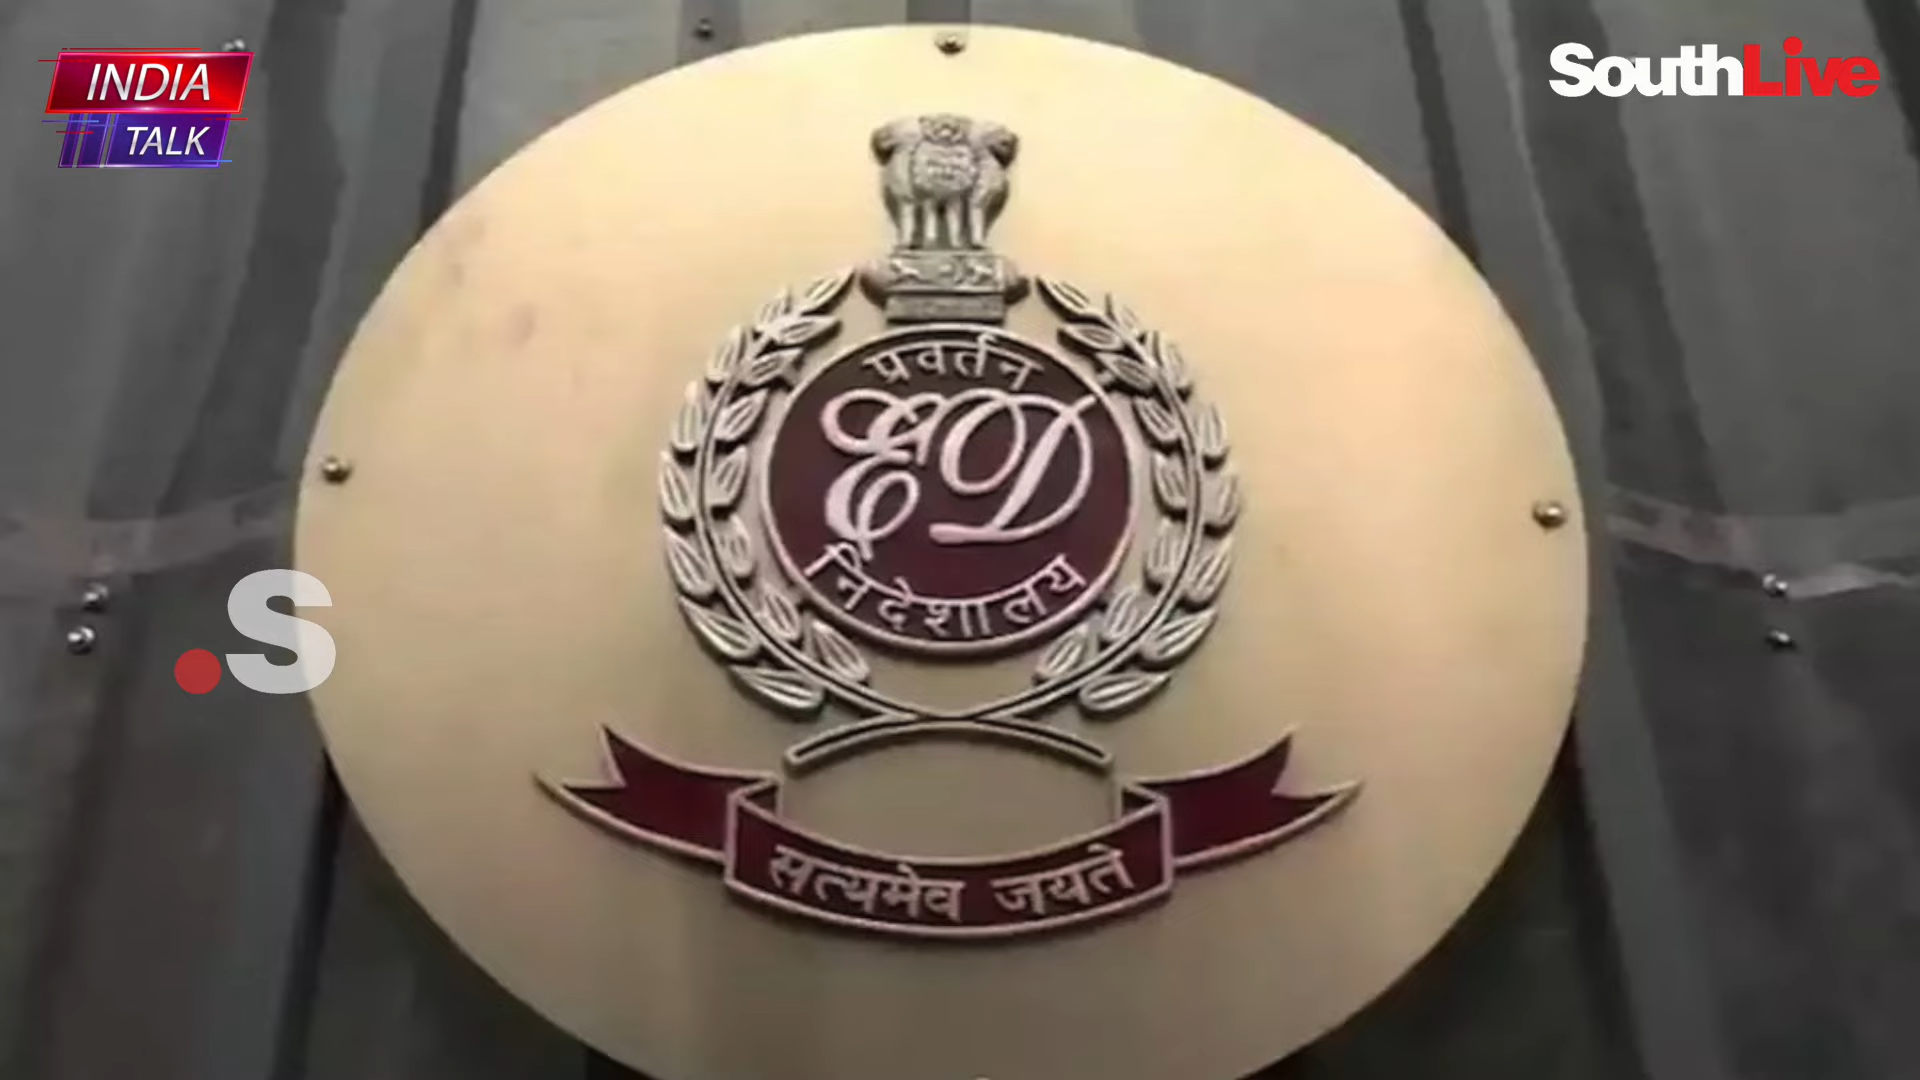 INDIA
TALK
SouthLive
प्रवर्तन
ED
निदेशालय
.S
सत्यमेव जयते